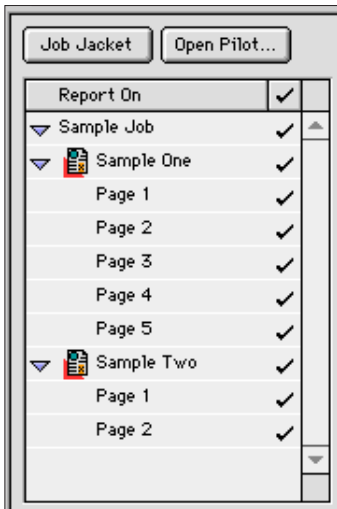 Job Jacket Open Pilot...
Report On ✓
Sample Job ✓
Sample One ✓
Page 1 ✓
Page 2 ✓
Page 3 ✓
Page 4 ✓
Page 5 ✓
Sample Two ✓
Page 1 ✓
Page 2 ✓